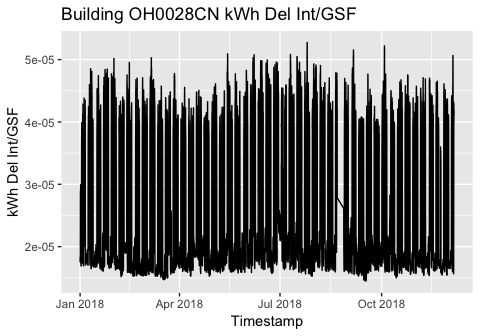 Building OH0028CN kWh Del Int/GSF
kWh Del Int/GSF
5e-05
4e-05
3e-05
2e-05
Jan 2018
Apr 2018
Jul 2018
Oct 2018
Timestamp